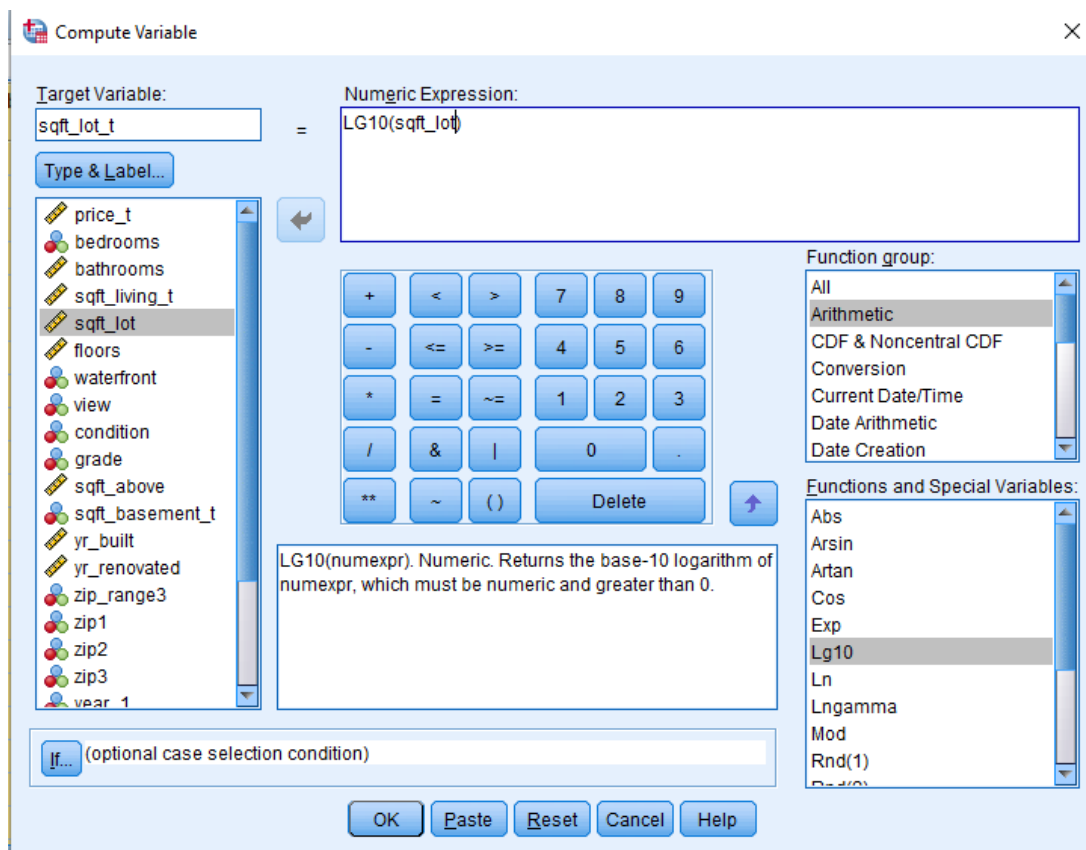 Compute Variable
Target Variable:
sqft_lot_t
=
Numeric Expression:
LG10(sqft_lot)
Type & Label...
price_t
bedrooms
bathrooms
sqft_living_t
sqft_lot
floors
waterfront
view
condition
grade
sqft_above
sqft_basement_t
yr_built
yr_renovated
zip_range3
zip1
zip2
zip3
year_1
+ < > 7 8 9
- <= >= 4 5 6
* = ~= 1 2 3
/ & | 0 .
** ~ ( ) Delete
LG10(numexpr). Numeric. Returns the base-10 logarithm of
numexpr, which must be numeric and greater than 0.
Function group:
All
Arithmetic
CDF & Noncentral CDF
Conversion
Current Date/Time
Date Arithmetic
Date Creation
Functions and Special Variables:
Abs
Arsin
Artan
Cos
Exp
Lg10
Ln
Lngamma
Mod
Rnd(1)
If... (optional case selection condition)
OK Paste Reset Cancel Help